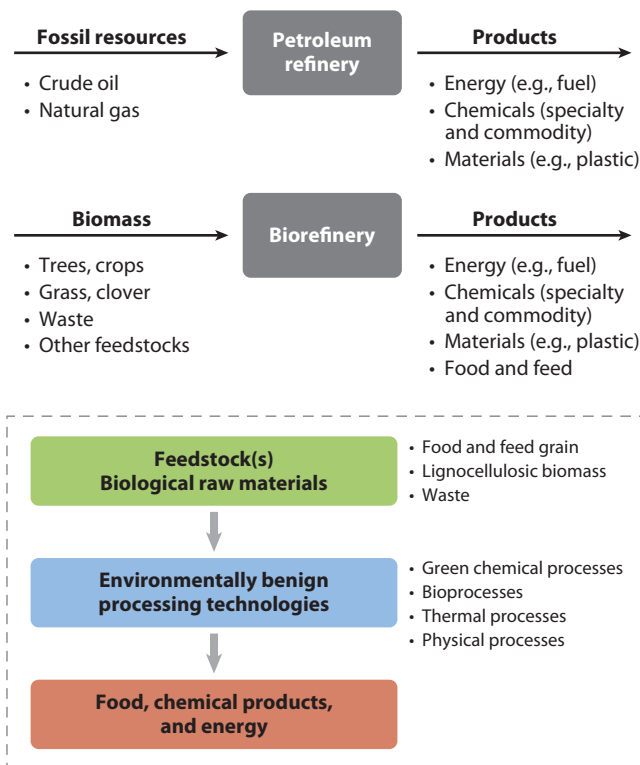 Fossil resources
Petroleum
refinery
Products
• Crude oil
• Natural gas
• Energy (e.g., fuel)
• Chemicals (specialty
and commodity)
• Materials (e.g., plastic)
Biomass
Biorefinery
Products
• Trees, crops
• Grass, clover
• Waste
• Other feedstocks
• Energy (e.g., fuel)
• Chemicals (specialty
and commodity)
• Materials (e.g., plastic)
• Food and feed
Feedstock(s)
Biological raw materials
• Food and feed grain
• Lignocellulosic biomass
• Waste
Environmentally benign
processing technologies
• Green chemical processes
• Bioprocesses
• Thermal processes
• Physical processes
Food, chemical products,
and energy